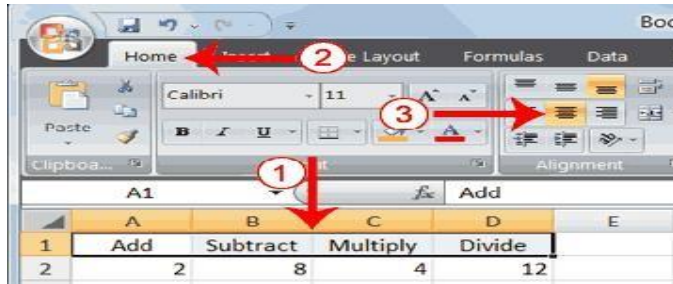 Boo
Home 2 Layout Formulas Data
Calibri 11 A A
3
Paste B I U A
Clipboa... Alignment
1
A1 fx Add
A B C D E
1 Add Subtract Multiply Divide
2 2 8 4 12